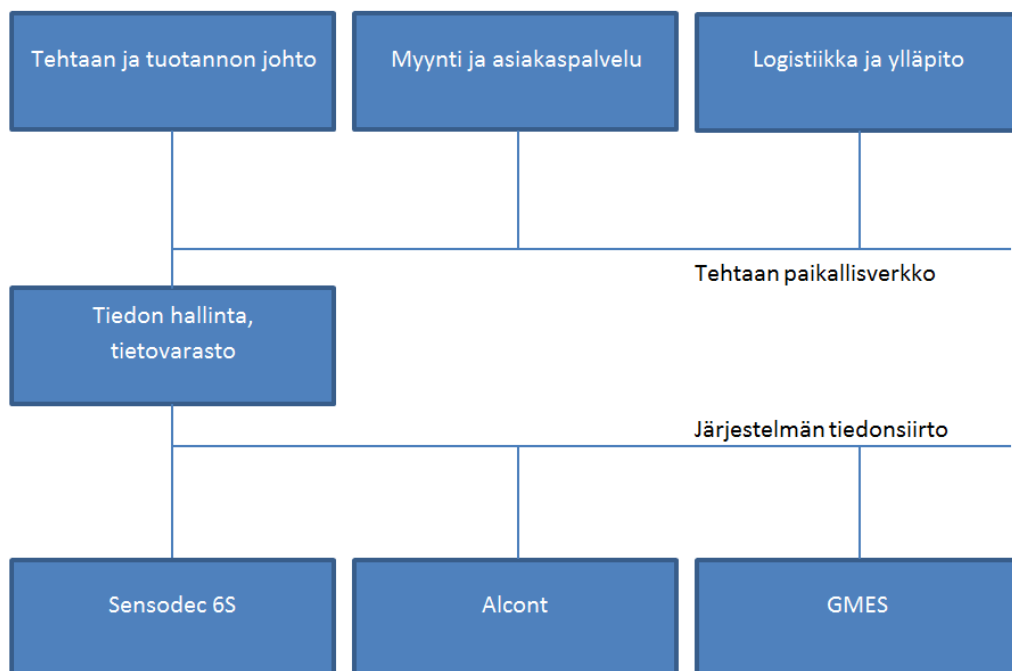 Tehtaan ja tuotannon johto
Myynti ja asiakaspalvelu
Logistiikka ja ylläpito
Tehtaan paikallisverkko
Tiedon hallinta,
tietovarasto
Järjestelmän tiedonsiirto
Sensodec 6S
Alcont
GMES